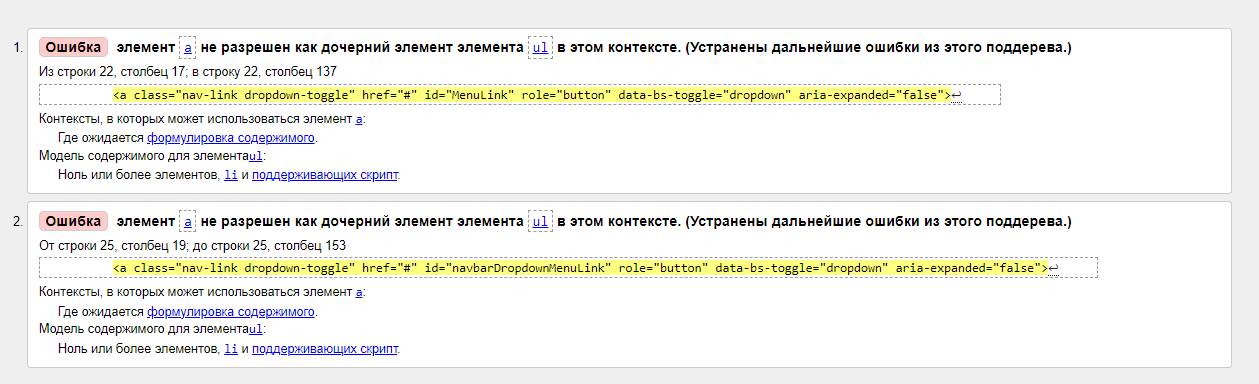 1. Ошибка элемент a не разрешен как дочерний элемент элемента ul в этом контексте. (Устранены дальнейшие ошибки из этого поддерева.)
Из строки 22, столбец 17; в строку 22, столбец 137
<a class="nav-link dropdown-toggle" href="#" id="MenuLink" role="button" data-bs-toggle="dropdown" aria-expanded="false">↩
Контексты, в которых может использоваться элемент a:
Где ожидается формулировка содержимого.
Модель содержимого для элементаul:
Ноль или более элементов, li и поддерживающих скрипт.
2. Ошибка элемент a не разрешен как дочерний элемент элемента ul в этом контексте. (Устранены дальнейшие ошибки из этого поддерева.)
От строки 25, столбец 19; до строки 25, столбец 153
<a class="nav-link dropdown-toggle" href="#" id="navbarDropdownMenuLink" role="button" data-bs-toggle="dropdown" aria-expanded="false">↩
Контексты, в которых может использоваться элемент a:
Где ожидается формулировка содержимого.
Модель содержимого для элементаul:
Ноль или более элементов, li и поддерживающих скрипт.